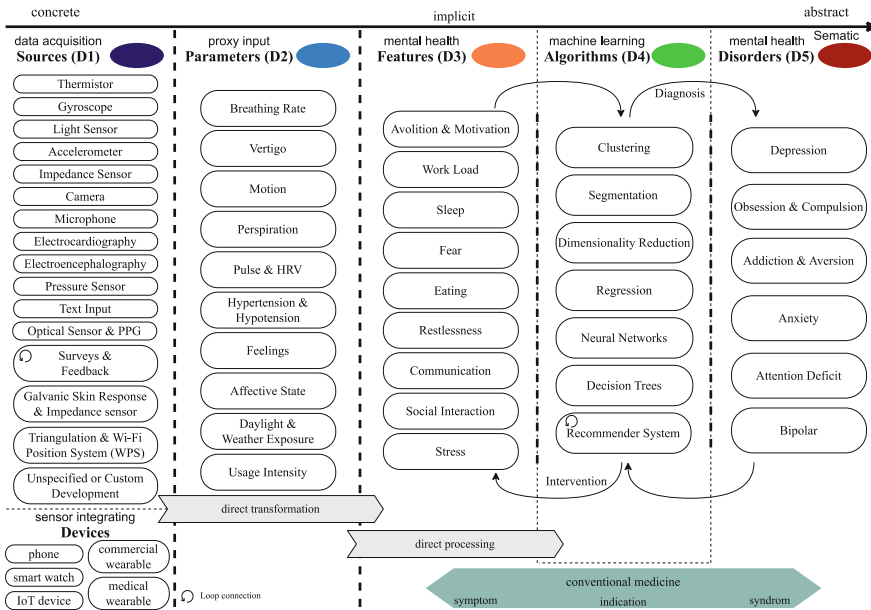 concrete
implicit
abstract
data acquisition
Sources (D1)
Thermistor
Gyroscope
Light Sensor
Accelerometer
Impedance Sensor
Camera
Microphone
Electrocardiography
Electroencephalography
Pressure Sensor
Text Input
Optical Sensor & PPG
Surveys &
Feedback
Galvanic Skin Response
& Impedance sensor
Triangulation & Wi-Fi
Position System (WPS)
Unspecified or Custom
Development
sensor integrating
Devices
phone
smart watch
IoT device
commercial
wearable
medical
wearable
proxy input
Parameters (D2)
Breathing Rate
Vertigo
Motion
Perspiration
Pulse & HRV
Hypertension &
Hypotension
Feelings
Affective State
Daylight &
Weather Exposure
Usage Intensity
direct transformation
Loop connection
mental health
Features (D3)
Avolition & Motivation
Work Load
Sleep
Fear
Eating
Restlessness
Communication
Social Interaction
Stress
direct processing
machine learning
Algorithms (D4)
Clustering
Segmentation
Dimensionality Reduction
Regression
Neural Networks
Decision Trees
Recommender System
Diagnosis
Intervention
mental health
Sematic
Disorders (D5)
Depression
Obsession & Compulsion
Addiction & Aversion
Anxiety
Attention Deficit
Bipolar
conventional medicine
symptom
indication
syndrom